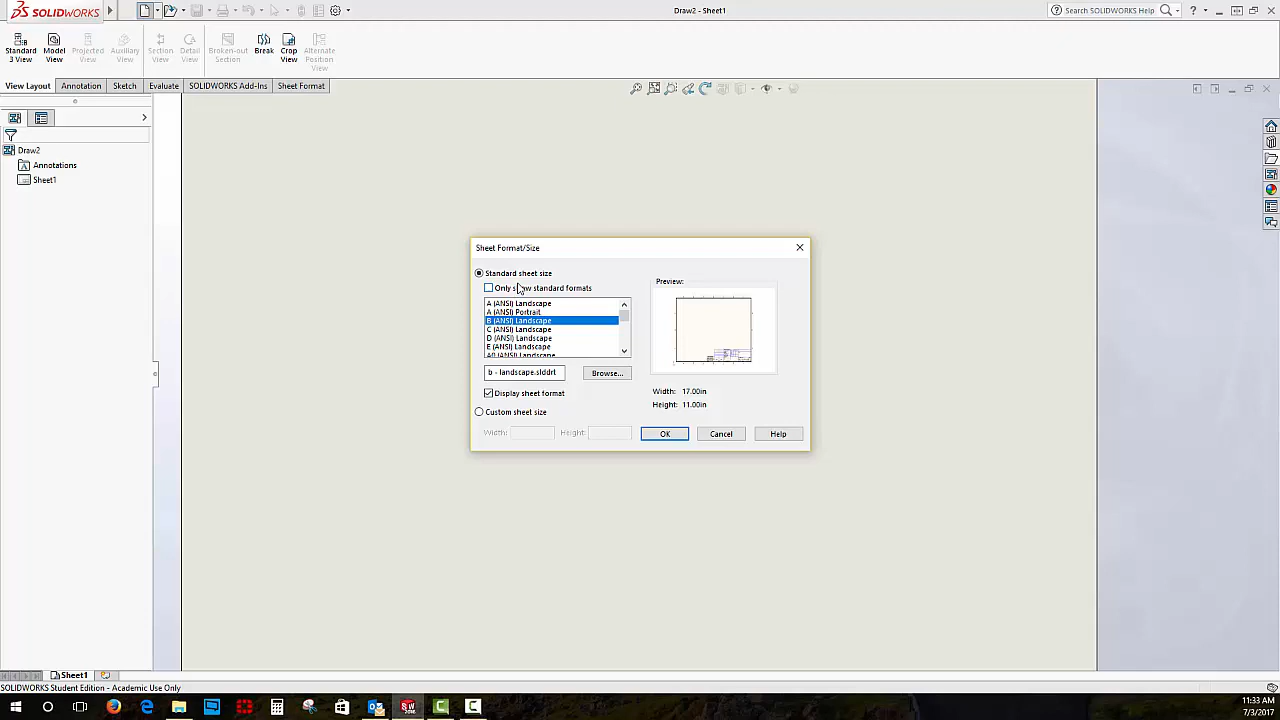 SOLIDWORKS
Draw2 - Sheet1
Search SOLIDWORKS Help
Standard 3 View
Model View
Projected View
Auxiliary View
Section View
Detail View
Broken-out Section
Break
Crop View
Alternate Position View
View Layout
Annotation
Sketch
Evaluate
SOLIDWORKS Add-Ins
Sheet Format
Draw2
Annotations
Sheet1
Sheet Format/Size
Standard sheet size
Only show standard formats
A (ANSI) Landscape
A (ANSI) Portrait
B (ANSI) Landscape
C (ANSI) Landscape
D (ANSI) Landscape
E (ANSI) Landscape
A0 (ANSI) Landscape
b - landscape.slddrt
Browse...
Display sheet format
Custom sheet size
Width:
Height:
Preview:
Width: 17.00in
Height: 11.00in
OK
Cancel
Help
Sheet1
SOLIDWORKS Student Edition - Academic Use Only
11:33 AM
7/3/2017